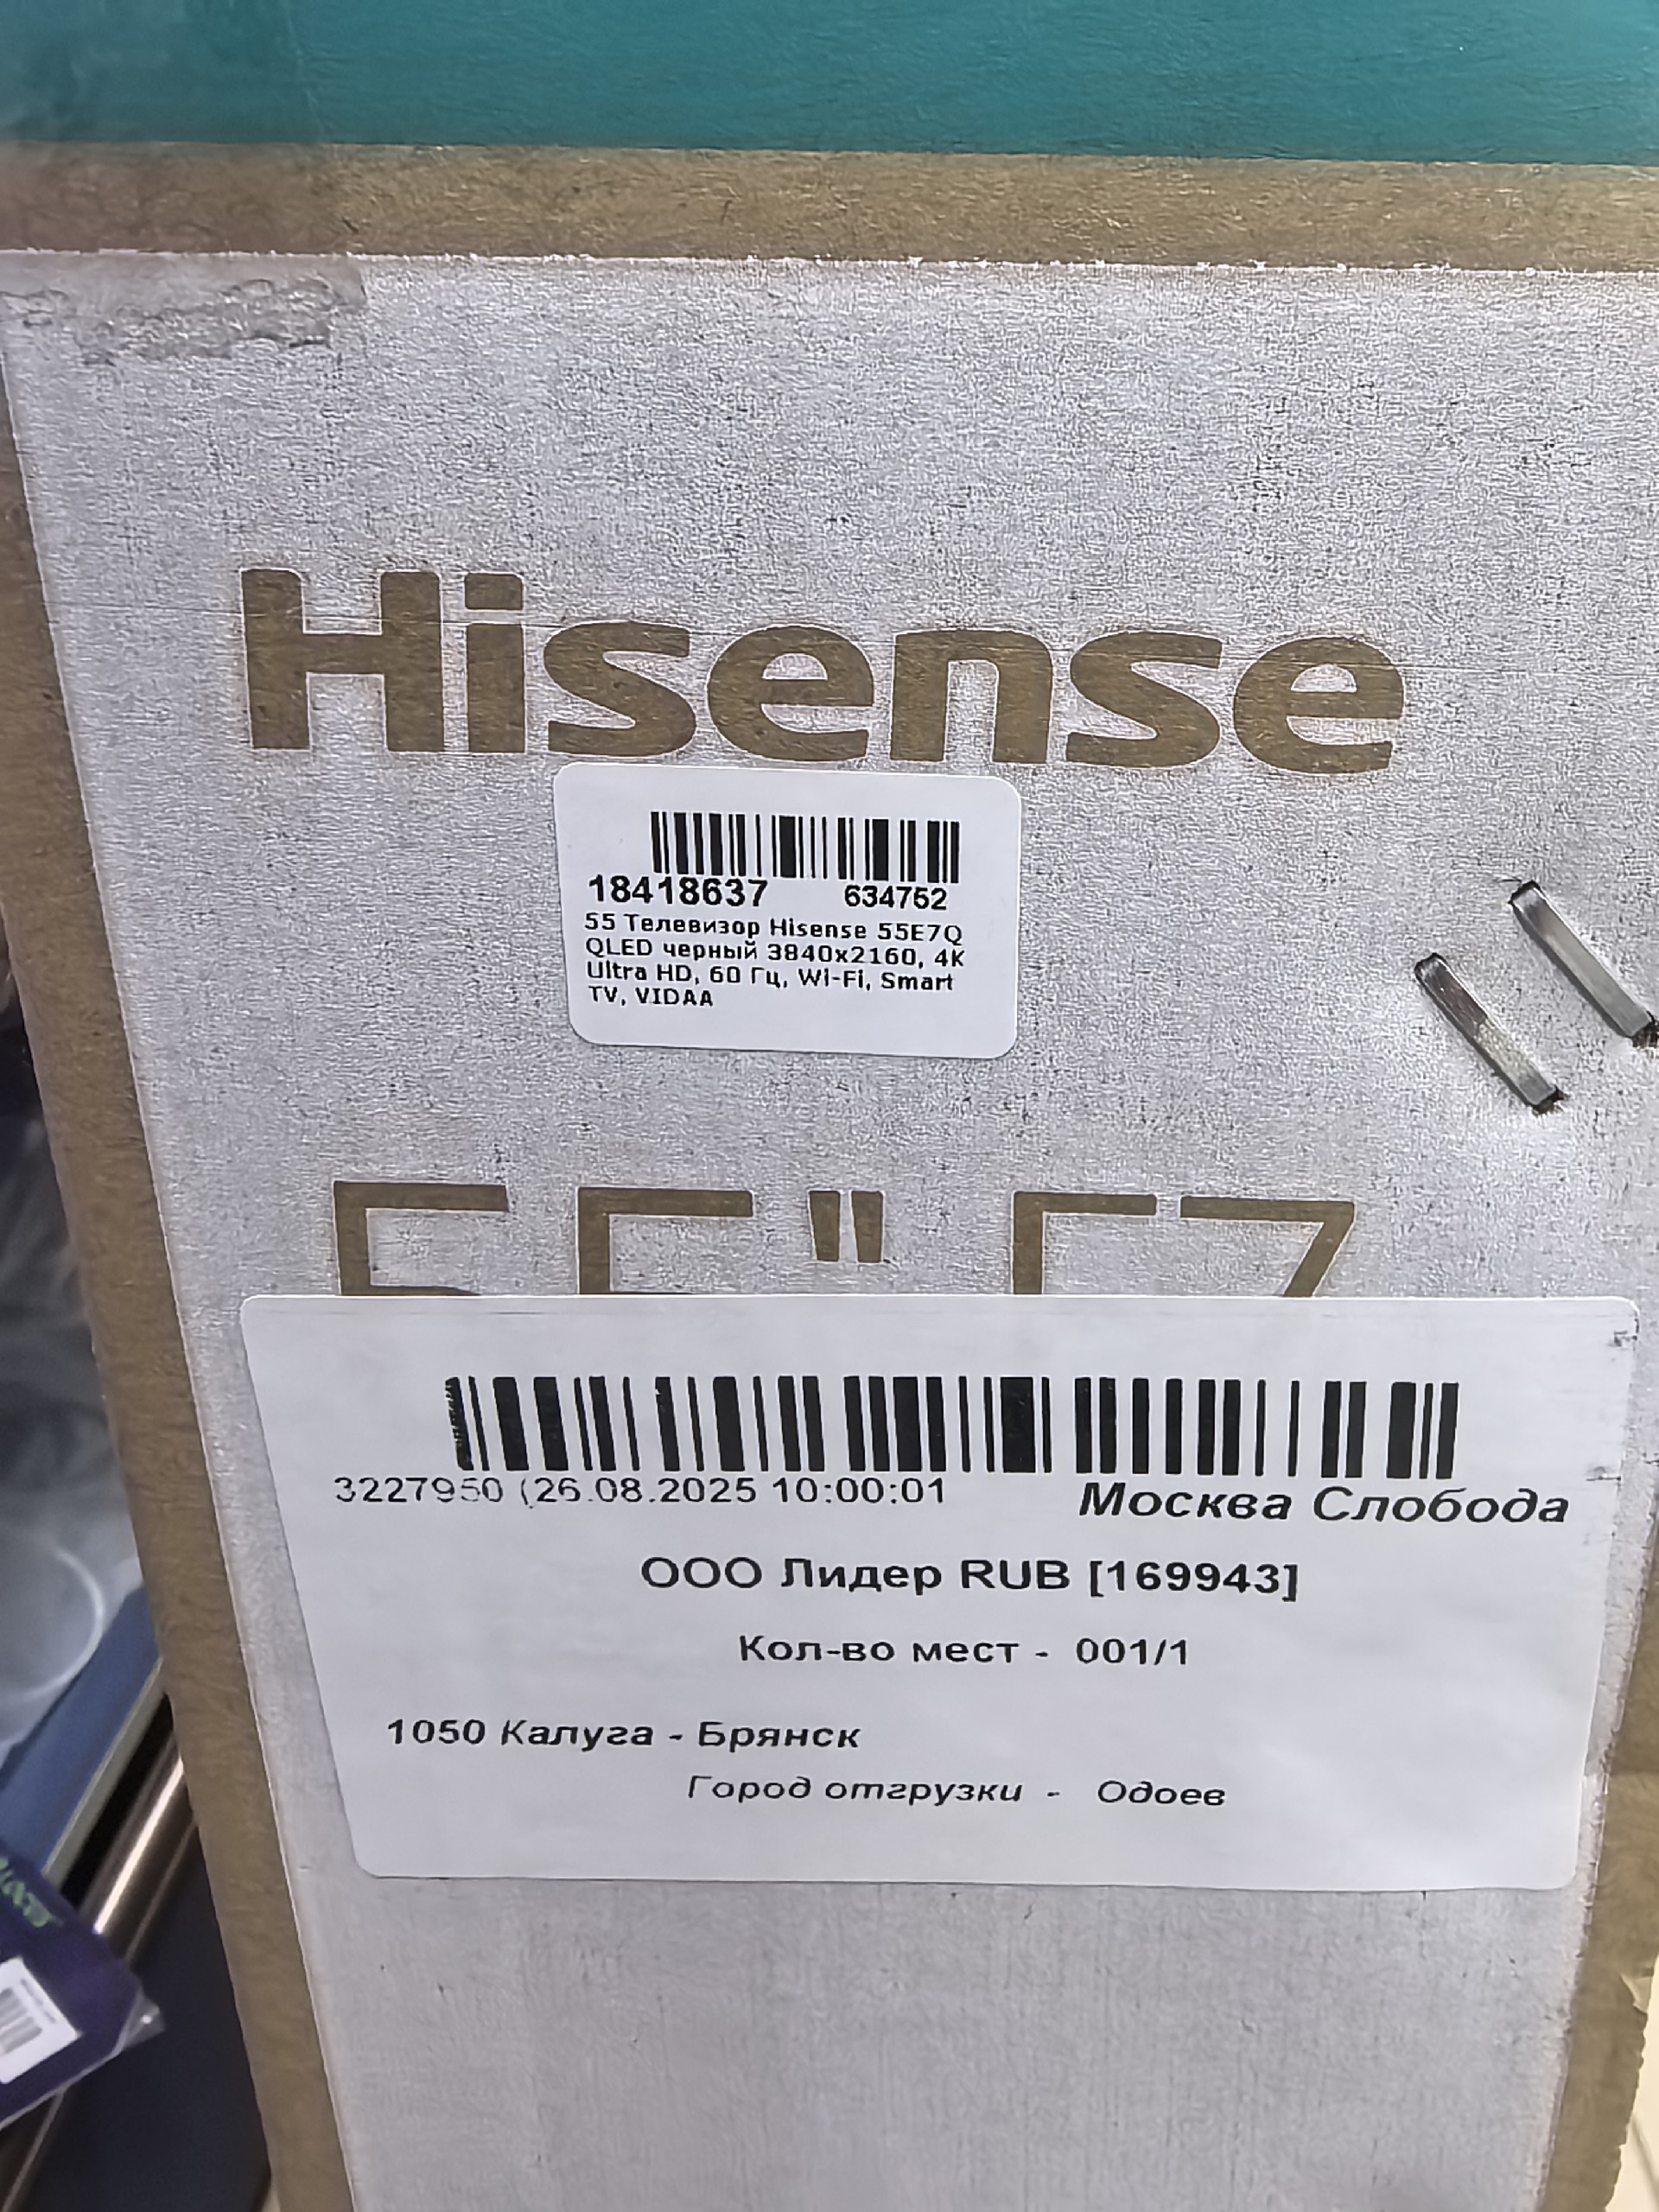 Hisense
18418637 634752
55 Телевизор Hisense 55E7Q
QLED черный 3840x2160, 4K
Ultra HD, 60 Гц, Wi-Fi, Smart
TV, VIDAA
55" E7
3227950 (26.08.2025 10:00:01
Москва Слобода
ООО Лидер RUB [169943]
Кол-во мест - 001/1
1050 Калуга - Брянск
Город отгрузки - Одоев